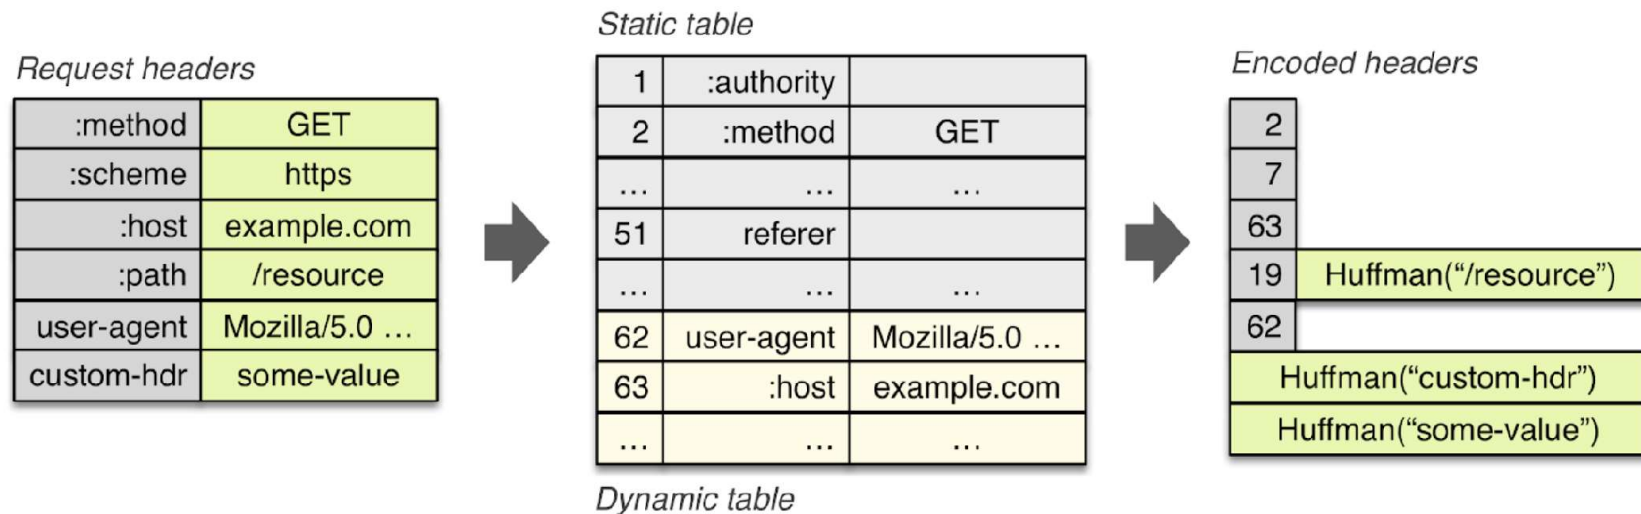 Request headers
:method GET
:scheme https
:host example.com
:path /resource
user-agent Mozilla/5.0 ...
custom-hdr some-value
Static table
1 :authority
2 :method GET
... ... ...
51 referer
... ... ...
62 user-agent Mozilla/5.0 ...
63 :host example.com
... ... ...
Dynamic table
Encoded headers
2
7
63
19 Huffman(“/resource”)
62
Huffman(“custom-hdr”)
Huffman(“some-value”)